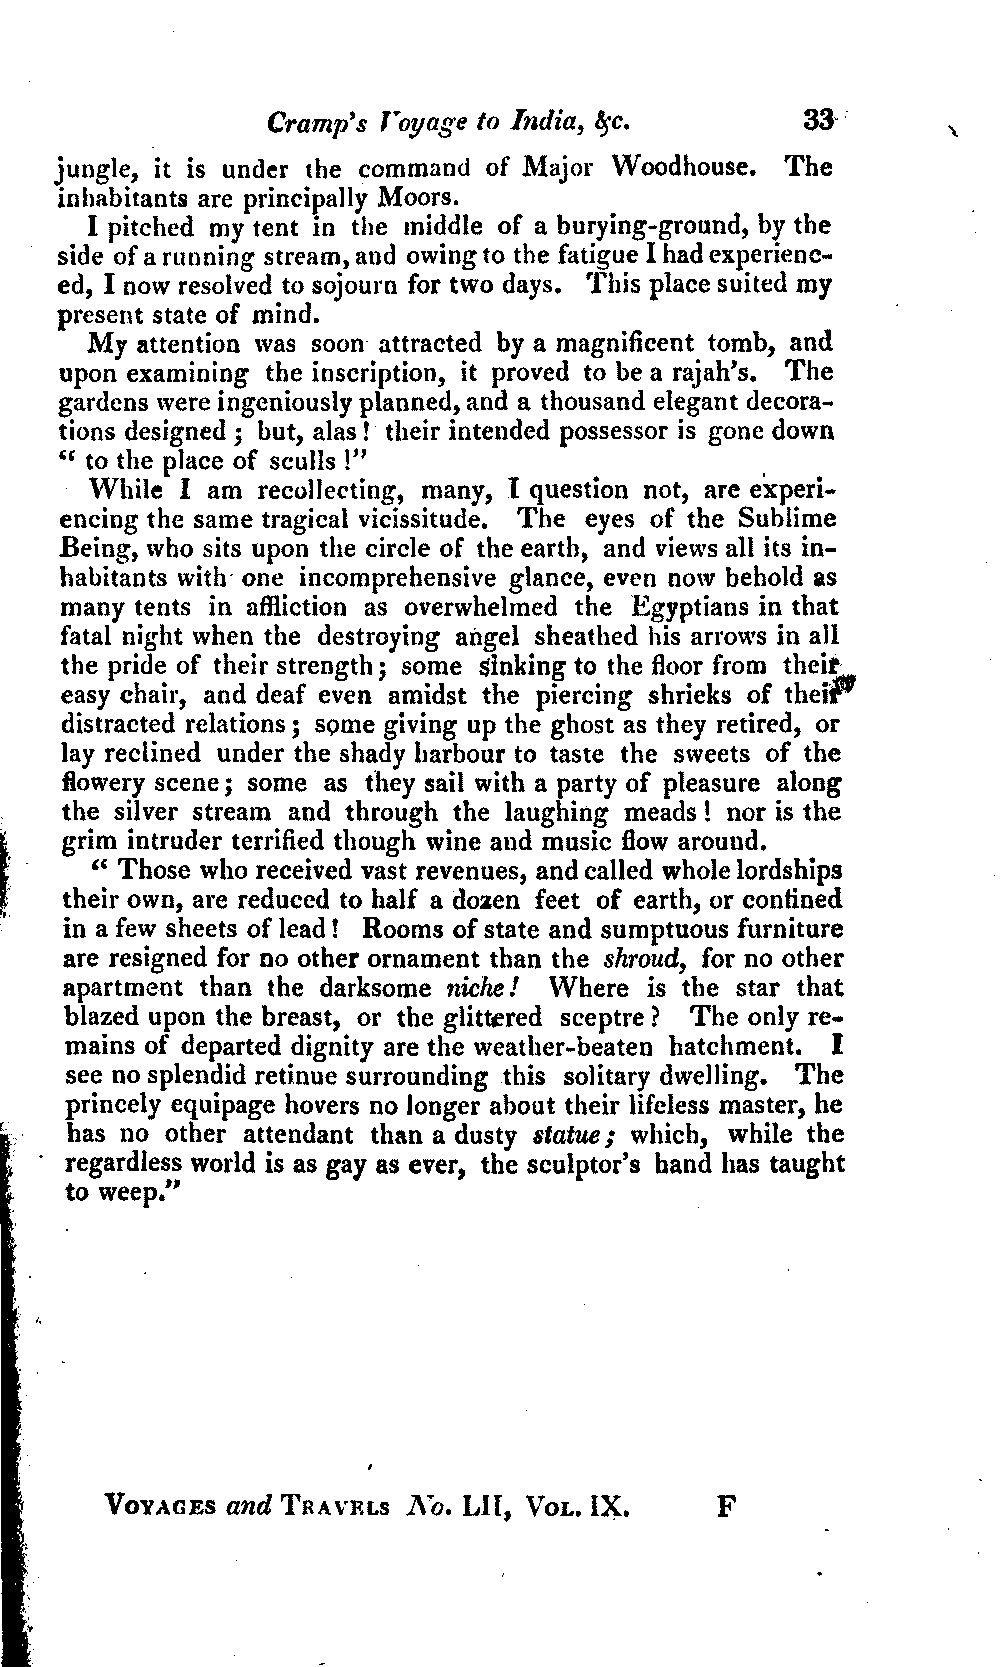 Cramp's Voyage to India, &c. 33
jungle, it is under the command of Major Woodhouse. The
inhabitants are principally Moors.
I pitched my tent in the middle of a burying-ground, by the
side of a running stream, and owing to the fatigue I had experienc-
ed, I now resolved to sojourn for two days. This place suited my
present state of mind.
My attention was soon attracted by a magnificent tomb, and
upon examining the inscription, it proved to be a rajah's. The
gardens were ingeniously planned, and a thousand elegant decora-
tions designed; but, alas! their intended possessor is gone down
“ to the place of sculls!”
While I am recollecting, many, I question not, are experi-
encing the same tragical vicissitude. The eyes of the Sublime
Being, who sits upon the circle of the earth, and views all its in-
habitants with one incomprehensive glance, even now behold as
many tents in affliction as overwhelmed the Egyptians in that
fatal night when the destroying angel sheathed his arrows in all
the pride of their strength; some sinking to the floor from their
easy chair, and deaf even amidst the piercing shrieks of their
distracted relations; some giving up the ghost as they retired, or
lay reclined under the shady harbour to taste the sweets of the
flowery scene; some as they sail with a party of pleasure along
the silver stream and through the laughing meads! nor is the
grim intruder terrified though wine and music flow around.
“ Those who received vast revenues, and called whole lordships
their own, are reduced to half a dozen feet of earth, or confined
in a few sheets of lead! Rooms of state and sumptuous furniture
are resigned for no other ornament than the shroud, for no other
apartment than the darksome niche! Where is the star that
blazed upon the breast, or the glittered sceptre? The only re-
mains of departed dignity are the weather-beaten hatchment. I
see no splendid retinue surrounding this solitary dwelling. The
princely equipage hovers no longer about their lifeless master, he
has no other attendant than a dusty statue; which, while the
regardless world is as gay as ever, the sculptor's hand has taught
to weep.”
VOYAGES and TRAVELS No. LII, VOL. IX. F